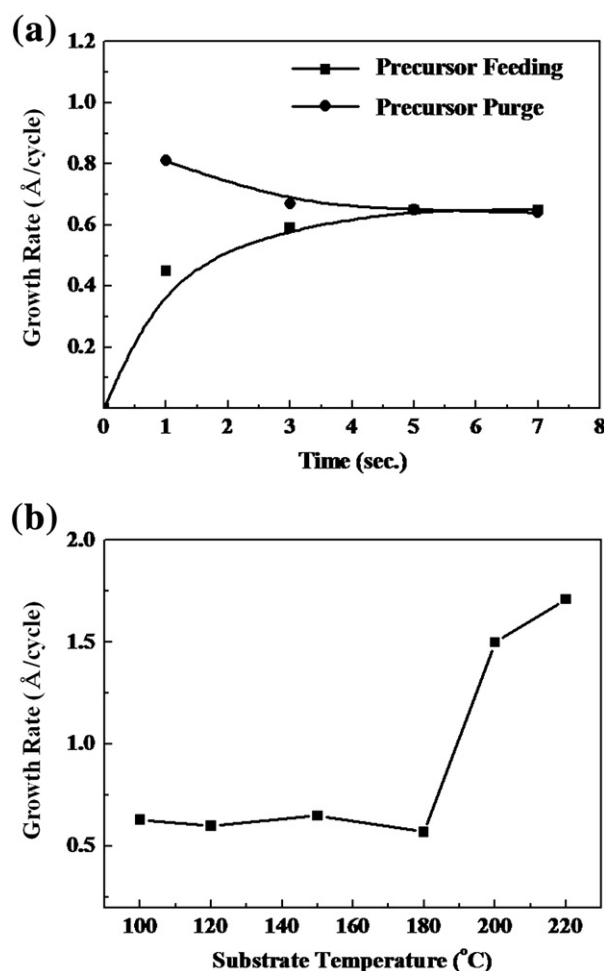 (a)
1.2
1.0
0.8
0.6
0.4
0.2
Growth Rate (Å/cycle)
Precursor Feeding
Precursor Purge
0 1 2 3 4 5 6 7 8
Time (sec.)
(b)
2.0
1.5
1.0
0.5
Growth Rate (Å/cycle)
100 120 140 160 180 200 220
Substrate Temperature (°C)